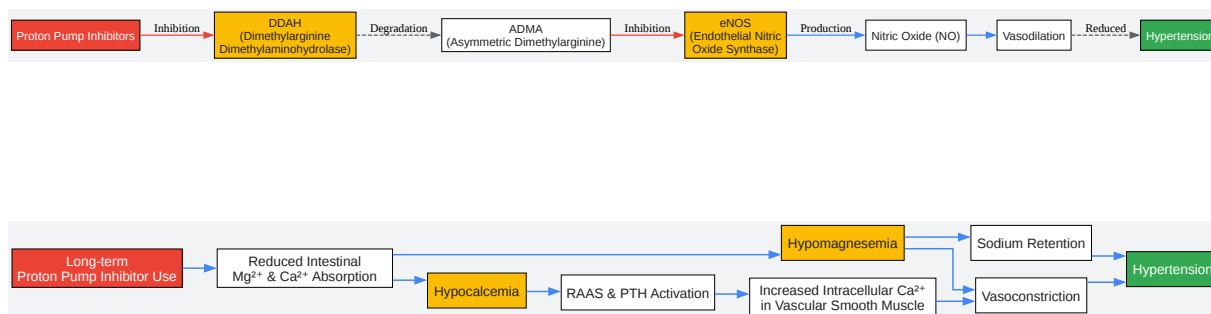 Proton Pump Inhibitors
Inhibition
DDAH
(Dimethylarginine
Dimethylaminohydrolase)
Degradation
ADMA
(Asymmetric Dimethylarginine)
Inhibition
eNOS
(Endothelial Nitric
Oxide Synthase)
Production
Nitric Oxide (NO)
Vasodilation
Reduced
Hypertension
Long-term
Proton Pump Inhibitor Use
Reduced Intestinal
Mg²⁺ & Ca²⁺ Absorption
Hypomagnesemia
Hypocalcemia
RAAS & PTH Activation
Increased Intracellular Ca²⁺
in Vascular Smooth Muscle
Sodium Retention
Vasoconstriction
Hypertension